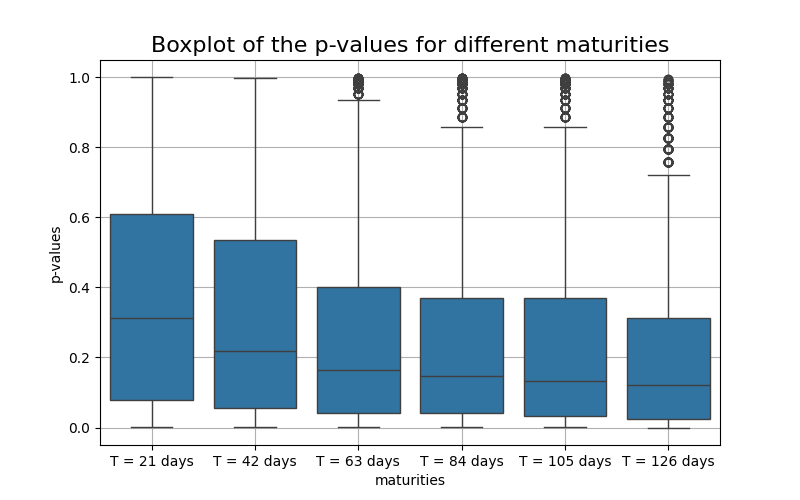 Boxplot of the p-values for different maturities
1.0
0.8
0.6
0.4
0.2
0.0
p-values
T = 21 days
T = 42 days
T = 63 days
T = 84 days
T = 105 days
T = 126 days
maturities